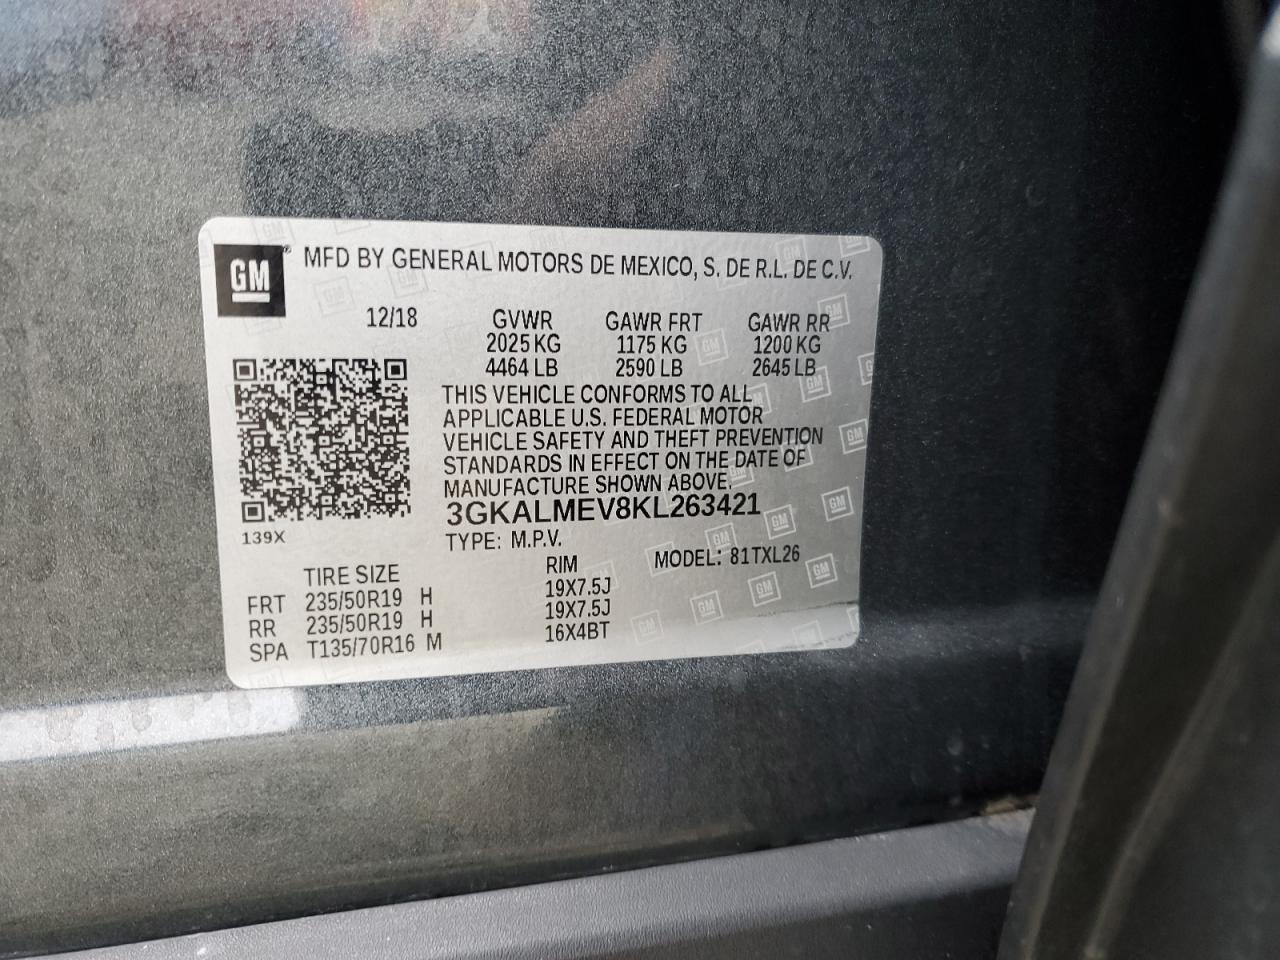 GM ® MFD BY GENERAL MOTORS DE MEXICO, S. DE R.L. DE C.V.
12/18 GVWR GAWR FRT GAWR RR
2025 KG 1175 KG 1200 KG
4464 LB 2590 LB 2645 LB
THIS VEHICLE CONFORMS TO ALL
APPLICABLE U.S. FEDERAL MOTOR
VEHICLE SAFETY AND THEFT PREVENTION
STANDARDS IN EFFECT ON THE DATE OF
MANUFACTURE SHOWN ABOVE.
3GKALMEV8KL263421
139X
TYPE: M.P.V. MODEL: 81TXL26
TIRE SIZE RIM
FRT 235/50R19 H 19X7.5J
RR 235/50R19 H 19X7.5J
SPA T135/70R16 M 16X4BT